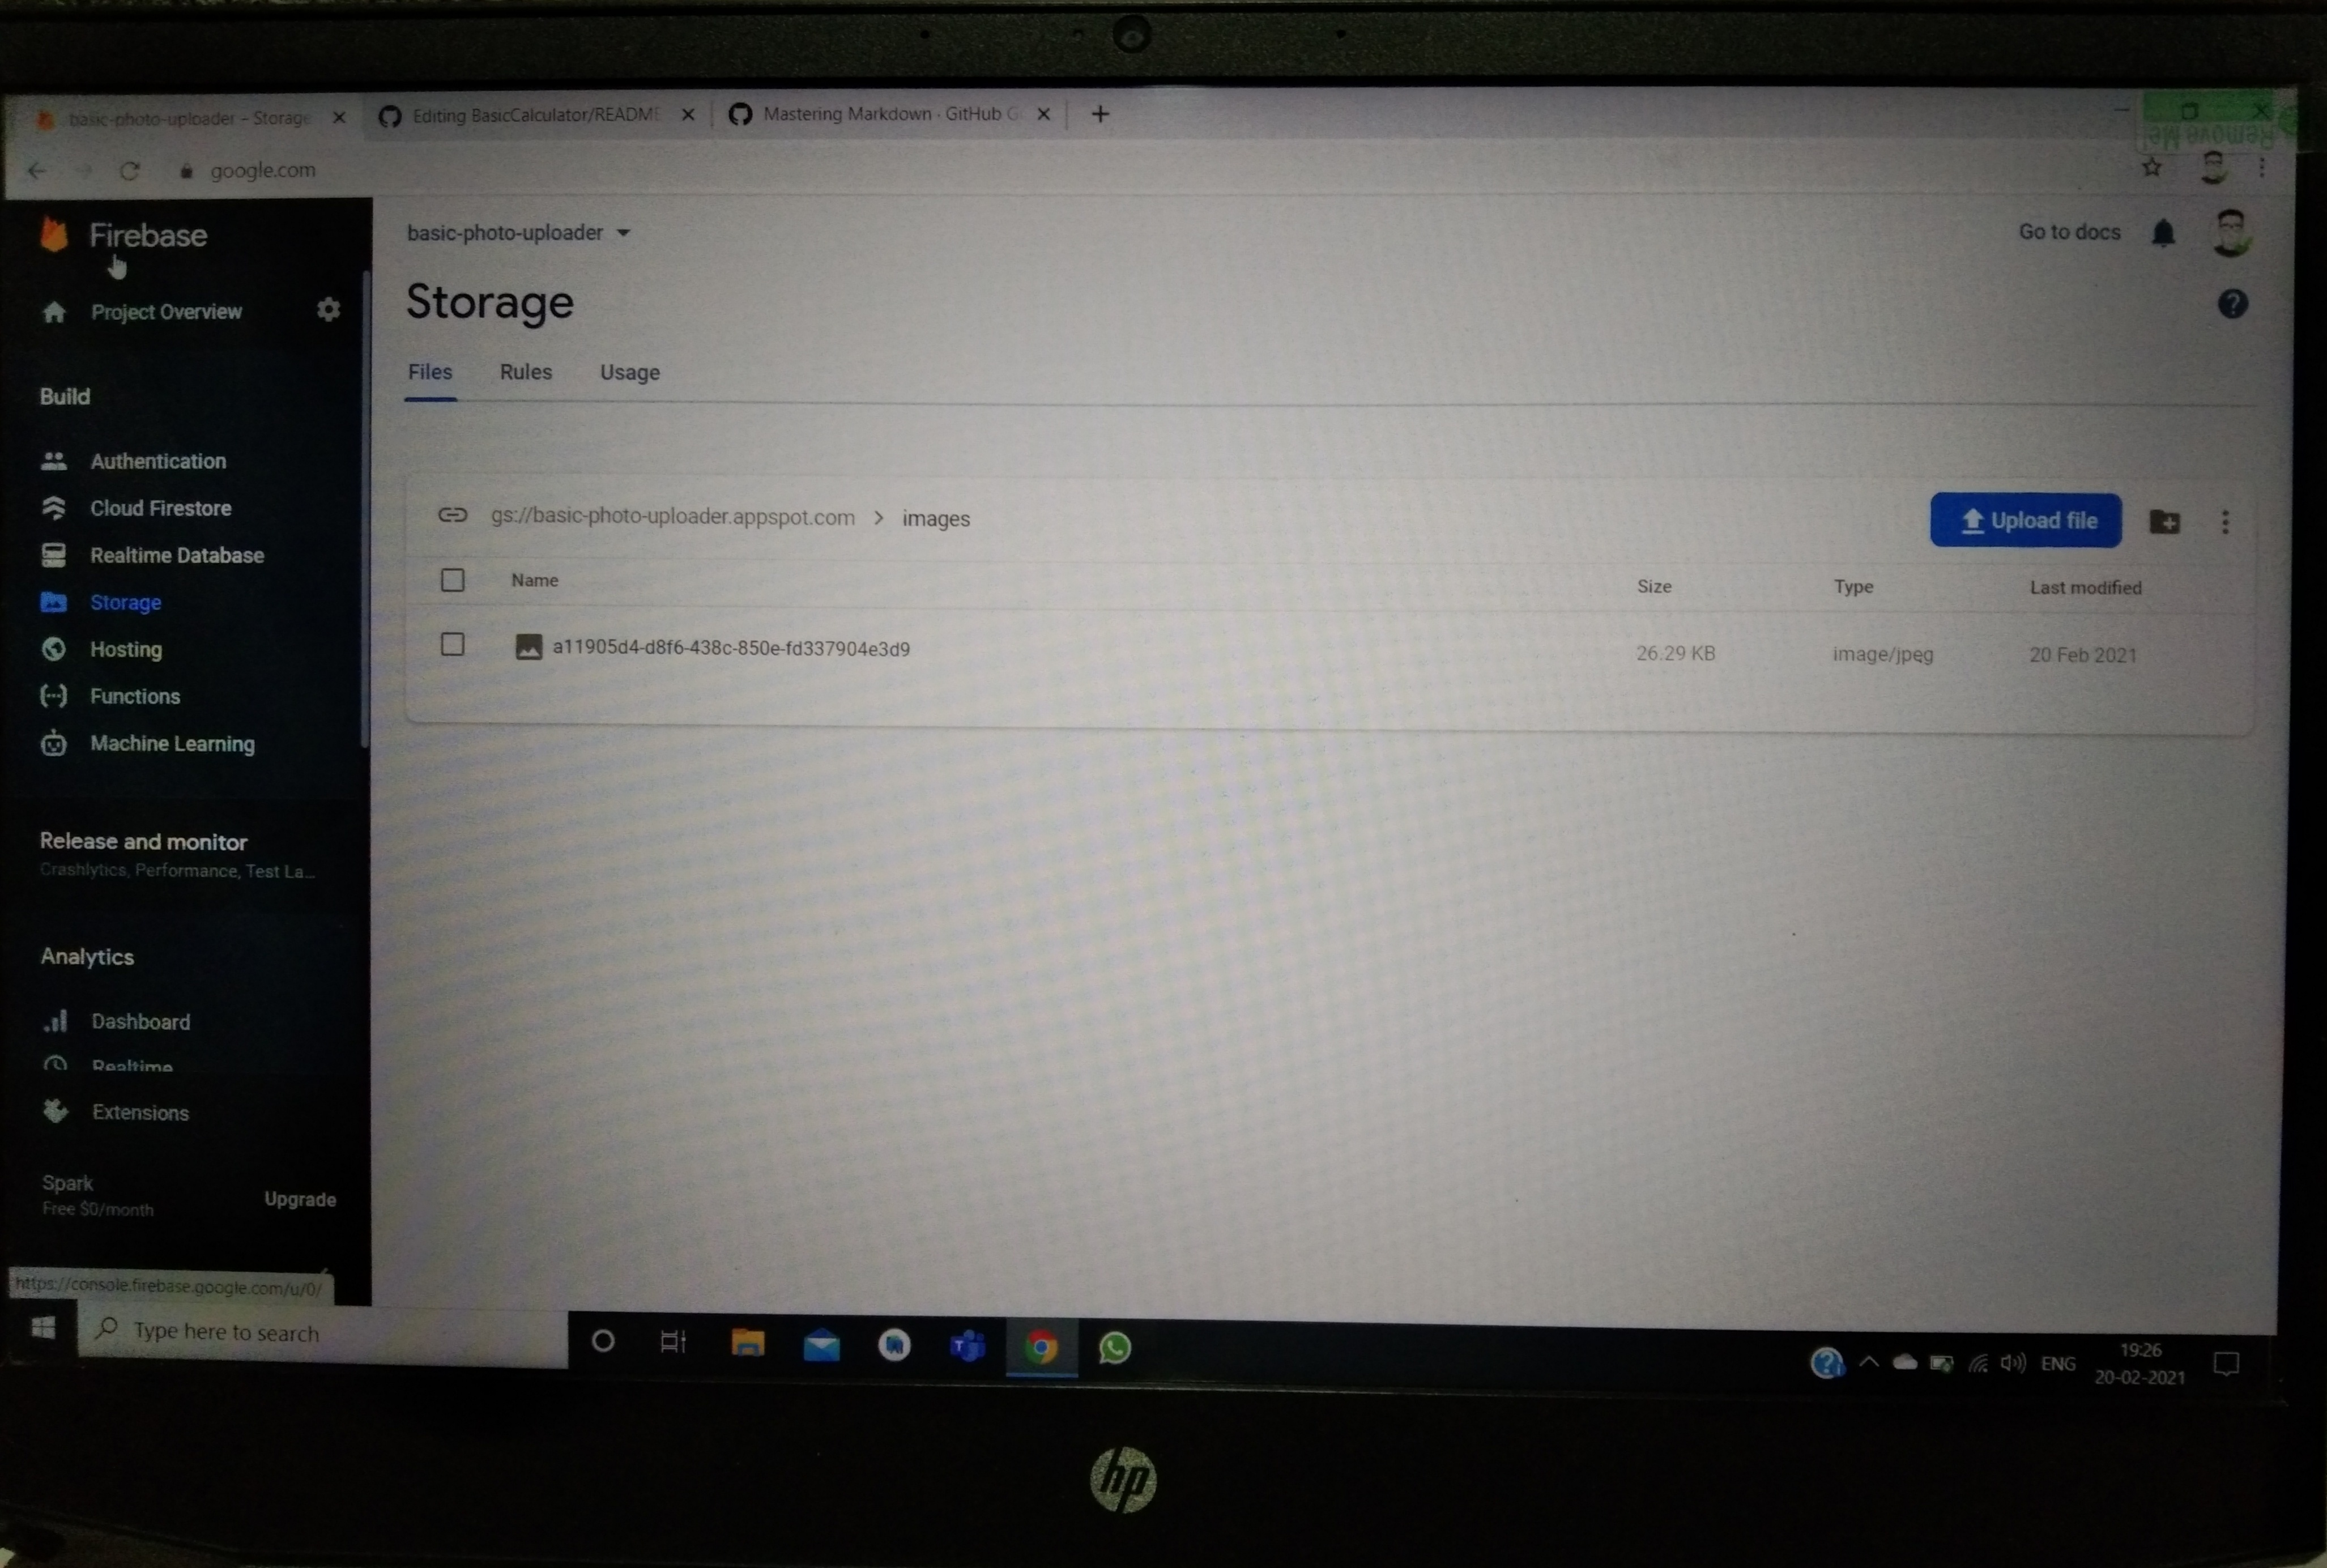 basic-photo-uploader – Storage
Editing BasicCalculator/README
Mastering Markdown · GitHub G
Remove Me!
google.com
Firebase
basic-photo-uploader
Go to docs
Project Overview
Storage
Files Rules Usage
Build
Authentication
Cloud Firestore
Realtime Database
Storage
Hosting
Functions
Machine Learning
gs://basic-photo-uploader.appspot.com > images
Upload file
Name Size Type Last modified
a11905d4-d8f6-438c-850e-fd337904e3d9 26.29 KB image/jpeg 20 Feb 2021
Release and monitor
Crashlytics, Performance, Test La...
Analytics
Dashboard
Realtime
Extensions
Spark
Free $0/month
Upgrade
https://console.firebase.google.com/u/0/
Type here to search
ENG
19:26
20-02-2021
hp